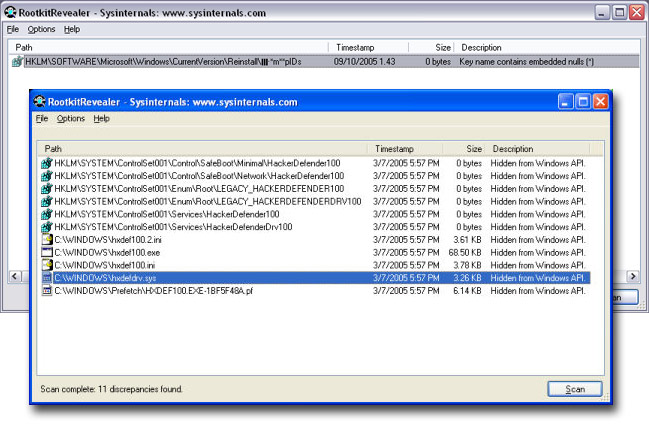 RootkitRevealer - Sysinternals: www.sysinternals.com
File Options Help
Path Timestamp Size Description
HKLM\SOFTWARE\Microsoft\Windows\CurrentVersion\Reinstall\ 09/10/2005 1.43 0 bytes Key name contains embedded nulls (*)
RootkitRevealer - Sysinternals: www.sysinternals.com
File Options Help
Path Timestamp Size Description
HKLM\SYSTEM\ControlSet001\Control\SafeBoot\Minimal\HackerDefender100 3/7/2005 5:57 PM 0 bytes Hidden from Windows API.
HKLM\SYSTEM\ControlSet001\Control\SafeBoot\Network\HackerDefender100 3/7/2005 5:57 PM 0 bytes Hidden from Windows API.
HKLM\SYSTEM\ControlSet001\Enum\Root\LEGACY_HACKERDEFENDER100 3/7/2005 5:57 PM 0 bytes Hidden from Windows API.
HKLM\SYSTEM\ControlSet001\Enum\Root\LEGACY_HACKERDEFENDERDRV100 3/7/2005 5:57 PM 0 bytes Hidden from Windows API.
HKLM\SYSTEM\ControlSet001\Services\HackerDefender100 3/7/2005 5:57 PM 0 bytes Hidden from Windows API.
HKLM\SYSTEM\ControlSet001\Services\HackerDefenderDrv100 3/7/2005 5:57 PM 0 bytes Hidden from Windows API.
C:\WINDOWS\hxdef100.2.ini 3/7/2005 5:57 PM 3.61 KB Hidden from Windows API.
C:\WINDOWS\hxdef100.exe 3/7/2005 5:57 PM 68.50 KB Hidden from Windows API.
C:\WINDOWS\hxdef100.ini 3/7/2005 5:57 PM 3.78 KB Hidden from Windows API.
C:\WINDOWS\hxdefdrv.sys 3/7/2005 5:57 PM 3.26 KB Hidden from Windows API.
C:\WINDOWS\Prefetch\HXDEF100.EXE-1BF5F48A.pf 3/7/2005 5:57 PM 6.14 KB Hidden from Windows API.
Scan complete: 11 discrepancies found. Scan